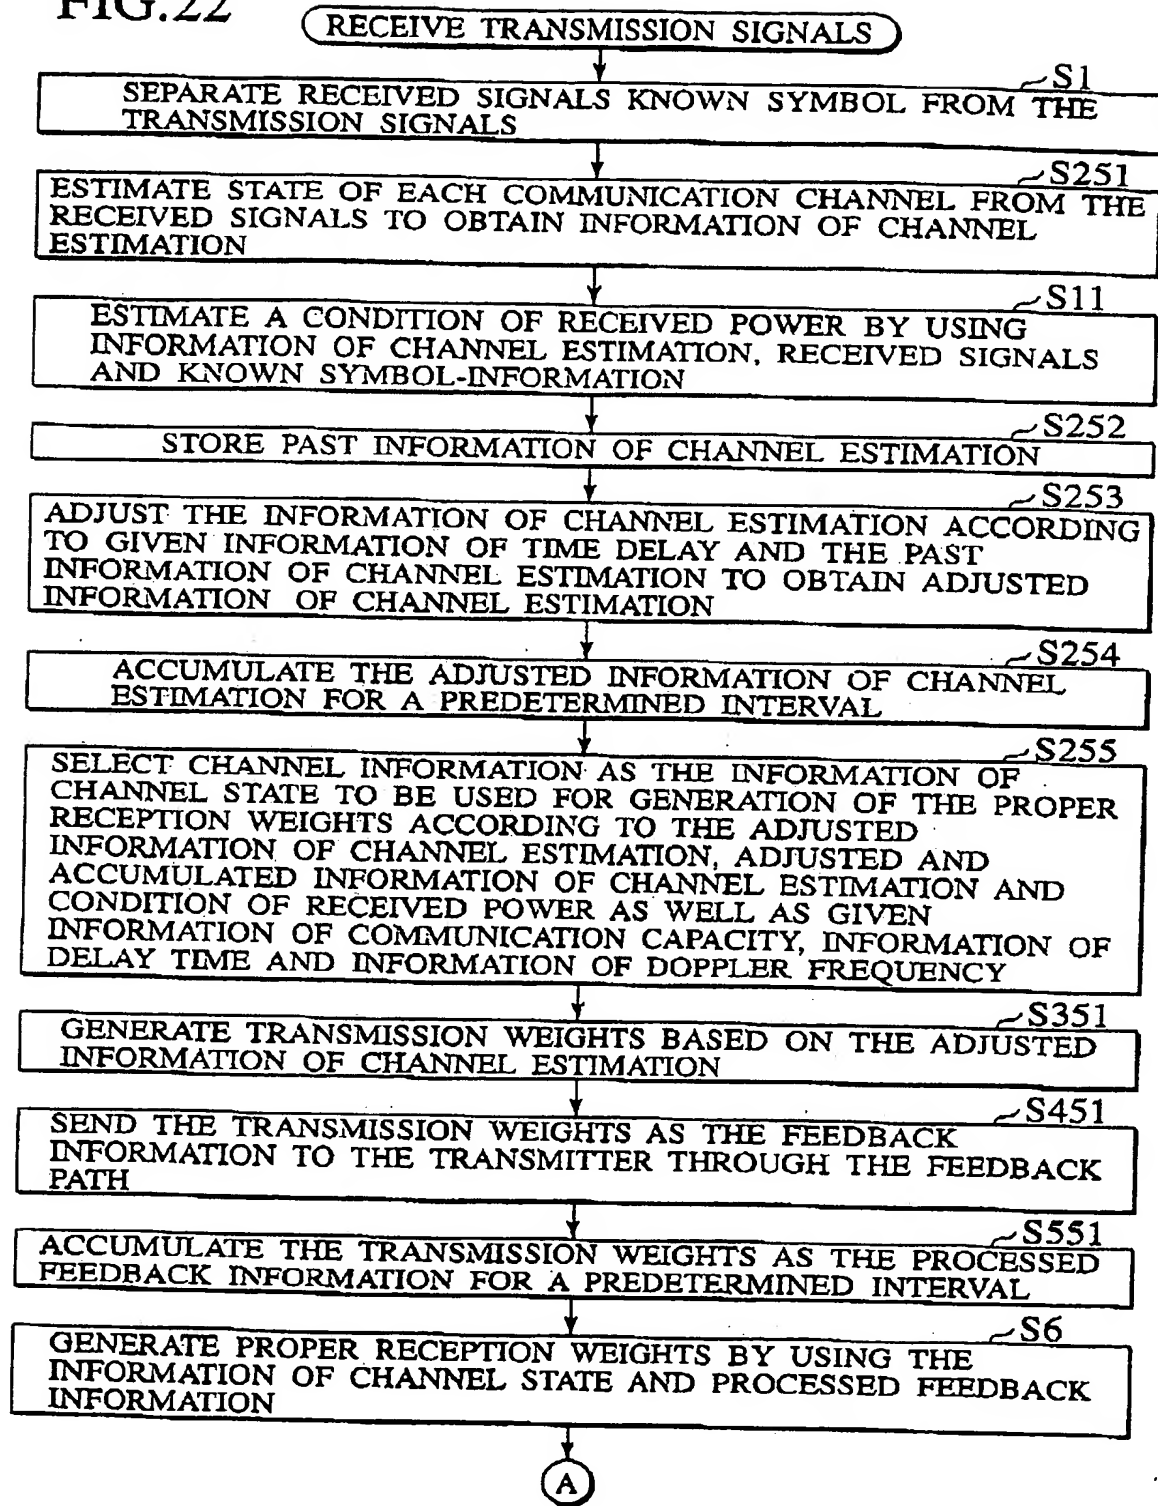 FIG.22
RECEIVE TRANSMISSION SIGNALS
S1
SEPARATE RECEIVED SIGNALS KNOWN SYMBOL FROM THE
TRANSMISSION SIGNALS
S251
ESTIMATE STATE OF EACH COMMUNICATION CHANNEL FROM THE
RECEIVED SIGNALS TO OBTAIN INFORMATION OF CHANNEL
ESTIMATION
S11
ESTIMATE A CONDITION OF RECEIVED POWER BY USING
INFORMATION OF CHANNEL ESTIMATION, RECEIVED SIGNALS
AND KNOWN SYMBOL-INFORMATION
S252
STORE PAST INFORMATION OF CHANNEL ESTIMATION
S253
ADJUST THE INFORMATION OF CHANNEL ESTIMATION ACCORDING
TO GIVEN INFORMATION OF TIME DELAY AND THE PAST
INFORMATION OF CHANNEL ESTIMATION TO OBTAIN ADJUSTED
INFORMATION OF CHANNEL ESTIMATION
S254
ACCUMULATE THE ADJUSTED INFORMATION OF CHANNEL
ESTIMATION FOR A PREDETERMINED INTERVAL
S255
SELECT CHANNEL INFORMATION AS THE INFORMATION OF
CHANNEL STATE TO BE USED FOR GENERATION OF THE PROPER
RECEPTION WEIGHTS ACCORDING TO THE ADJUSTED
INFORMATION OF CHANNEL ESTIMATION, ADJUSTED AND
ACCUMULATED INFORMATION OF CHANNEL ESTIMATION AND
CONDITION OF RECEIVED POWER AS WELL AS GIVEN
INFORMATION OF COMMUNICATION CAPACITY, INFORMATION OF
DELAY TIME AND INFORMATION OF DOPPLER FREQUENCY
S351
GENERATE TRANSMISSION WEIGHTS BASED ON THE ADJUSTED
INFORMATION OF CHANNEL ESTIMATION
S451
SEND THE TRANSMISSION WEIGHTS AS THE FEEDBACK
INFORMATION TO THE TRANSMITTER THROUGH THE FEEDBACK
PATH
S551
ACCUMULATE THE TRANSMISSION WEIGHTS AS THE PROCESSED
FEEDBACK INFORMATION FOR A PREDETERMINED INTERVAL
S6
GENERATE PROPER RECEPTION WEIGHTS BY USING THE
INFORMATION OF CHANNEL STATE AND PROCESSED FEEDBACK
INFORMATION
A